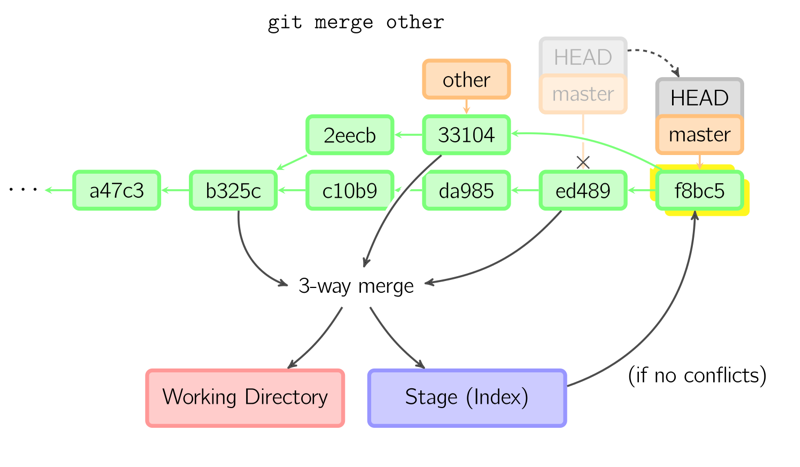 git merge other
HEAD
master
other
HEAD
master
2eecb
33104
...
a47c3
b325c
c10b9
da985
ed489
f8bc5
3-way merge
(if no conflicts)
Working Directory
Stage (Index)